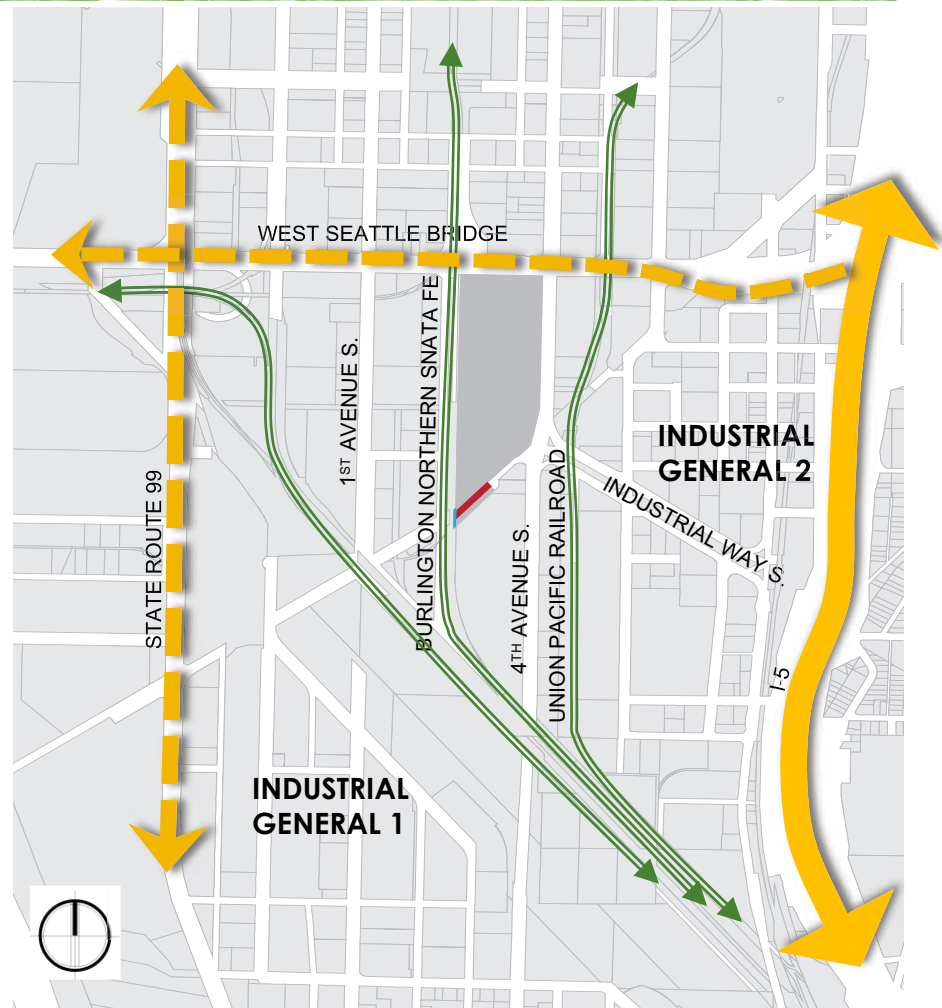 WEST SEATTLE BRIDGE
1ST AVENUE S.
BURLINGTON NORTHERN SNATA FE
INDUSTRIAL
GENERAL 2
INDUSTRIAL WAY S.
STATE ROUTE 99
4TH AVENUE S.
UNION PACIFIC RAILROAD
I-5
INDUSTRIAL
GENERAL 1